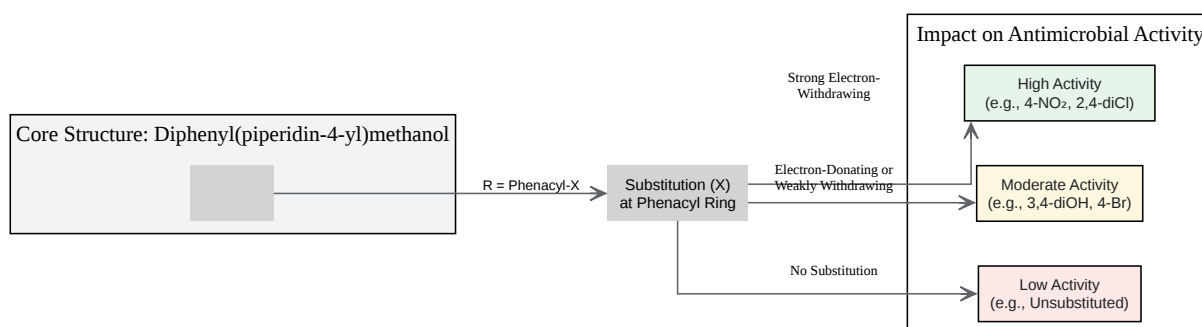 Impact on Antimicrobial Activity
Strong Electron-
Withdrawing
High Activity
(e.g., 4-NO₂, 2,4-diCl)
Core Structure: Diphenyl(piperidin-4-yl)methanol
R = Phenacyl-X
Substitution (X)
at Phenacyl Ring
Electron-Donating or
Weakly Withdrawing
Moderate Activity
(e.g., 3,4-diOH, 4-Br)
No Substitution
Low Activity
(e.g., Unsubstituted)